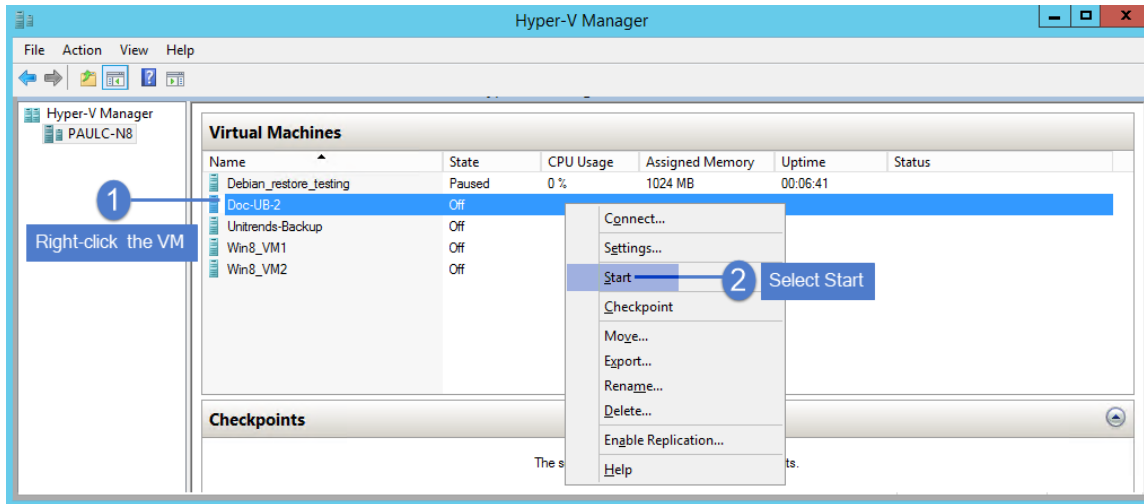 Hyper-V Manager
File Action View Help
Hyper-V Manager
PAULC-N8
Virtual Machines
Name State CPU Usage Assigned Memory Uptime Status
Debian_restore_testing Paused 0 % 1024 MB 00:06:41
Doc-UB-2 Off
Unitrends-Backup Off
Win8_VM1 Off
Win8_VM2 Off
1
Right-click the VM
Connect...
Settings...
Start
2
Select Start
Checkpoint
Move...
Export...
Rename...
Delete...
Enable Replication...
Help
Checkpoints
The s
ts.